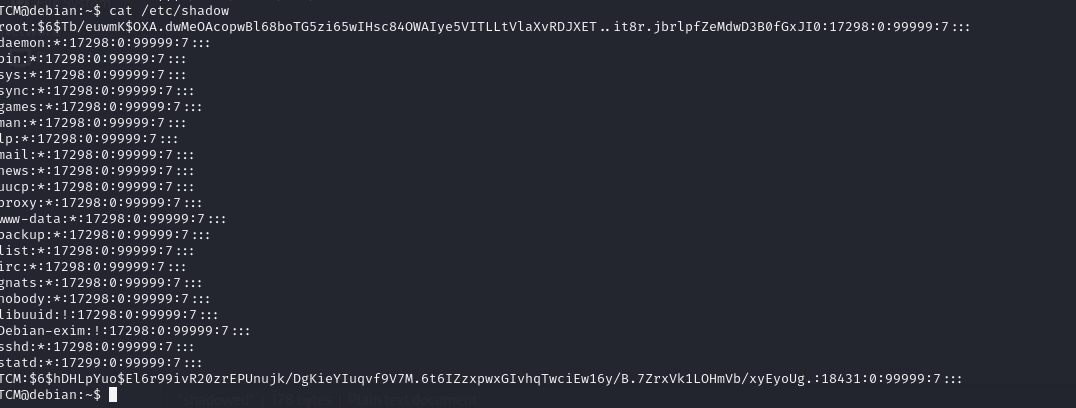 TCM@debian:~$ cat /etc/shadow
root:$6$Tb/euwmK$OXA.dwMeOAcopwBl68boTG5zi65wIHsc84OWAIye5VITLLtVlaXvRDJXET..it8r.jbrlpfZeMdwD3B0fGxJI0:17298:0:99999:7:::
daemon:*:17298:0:99999:7:::
bin:*:17298:0:99999:7:::
sys:*:17298:0:99999:7:::
sync:*:17298:0:99999:7:::
games:*:17298:0:99999:7:::
man:*:17298:0:99999:7:::
lp:*:17298:0:99999:7:::
mail:*:17298:0:99999:7:::
news:*:17298:0:99999:7:::
uucp:*:17298:0:99999:7:::
proxy:*:17298:0:99999:7:::
www-data:*:17298:0:99999:7:::
backup:*:17298:0:99999:7:::
list:*:17298:0:99999:7:::
irc:*:17298:0:99999:7:::
gnats:*:17298:0:99999:7:::
nobody:*:17298:0:99999:7:::
libuuid:!:17298:0:99999:7:::
Debian-exim:!:17298:0:99999:7:::
sshd:*:17298:0:99999:7:::
statd:*:17299:0:99999:7:::
TCM:$6$hDHLpYuo$El6r99ivR20zrEPUnujk/DgKieYIuqvf9V7M.6t6IZzxpwxGIvhqTwciEw16y/B.7ZrxVk1LOHmVb/xyEyoUg.:18431:0:99999:7:::
TCM@debian:~$
"shadowed" | 178 bytes | Plain text document